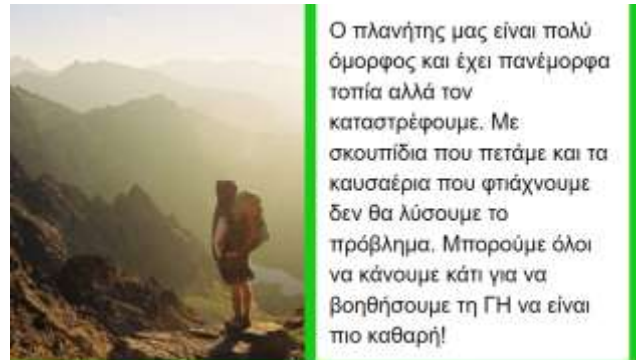 Ο πλανήτης μας είναι πολύ
όμορφος και έχει πανέμορφα
τοπία αλλά τον
καταστρέφουμε. Με
σκουπίδια που πετάμε και τα
καυσαέρια που φτιάχνουμε
δεν θα λύσουμε το
πρόβλημα. Μπορούμε όλοι
να κάνουμε κάτι για να
βοηθήσουμε τη ΓΗ να είναι
πιο καθαρή!